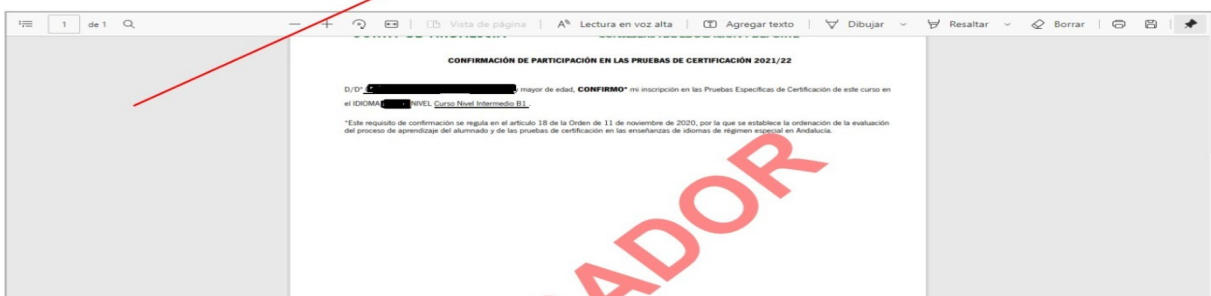 1 de 1 Vista de página Lectura en voz alta Agregar texto Dibujar Resaltar Borrar
CONFIRMACIÓN DE PARTICIPACIÓN EN LAS PRUEBAS DE CERTIFICACIÓN 2021/22
D/Dª mayor de edad, CONFIRMO* mi inscripción en las Pruebas Específicas de Certificación de este curso en
el IDIOMA NIVEL Curso Nivel Intermedio B1 .
*Este requisito de confirmación se regula en el artículo 18 de la Orden de 11 de noviembre de 2020, por la que se establece la ordenación de la evaluación
del proceso de aprendizaje del alumnado y de las pruebas de certificación en las enseñanzas de idiomas de régimen especial en Andalucía.
ADOR